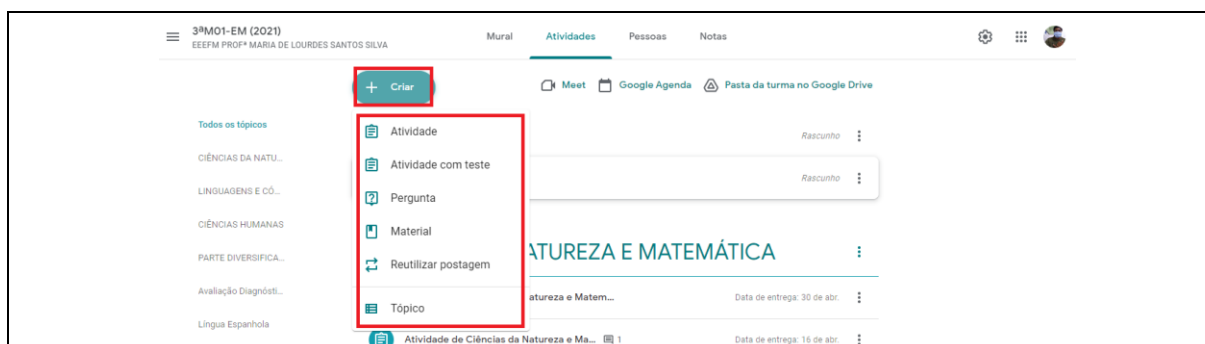 3ªM01-EM (2021)
EEEFM PROFª MARIA DE LOURDES SANTOS SILVA
Mural Atividades Pessoas Notas
+ Criar
Meet Google Agenda Pasta da turma no Google Drive
Todos os tópicos
CIÊNCIAS DA NATU...
LINGUAGENS E CÓ...
CIÊNCIAS HUMANAS
PARTE DIVERSIFICA...
Avaliação Diagnósti...
Língua Espanhola
Atividade
Atividade com teste
Pergunta
Material
Reutilizar postagem
Tópico
Rascunho
Rascunho
ATUREZA E MATEMÁTICA
atureza e Matem... Data de entrega: 30 de abr.
Atividade de Ciências da Natureza e Ma... 1 Data de entrega: 16 de abr.